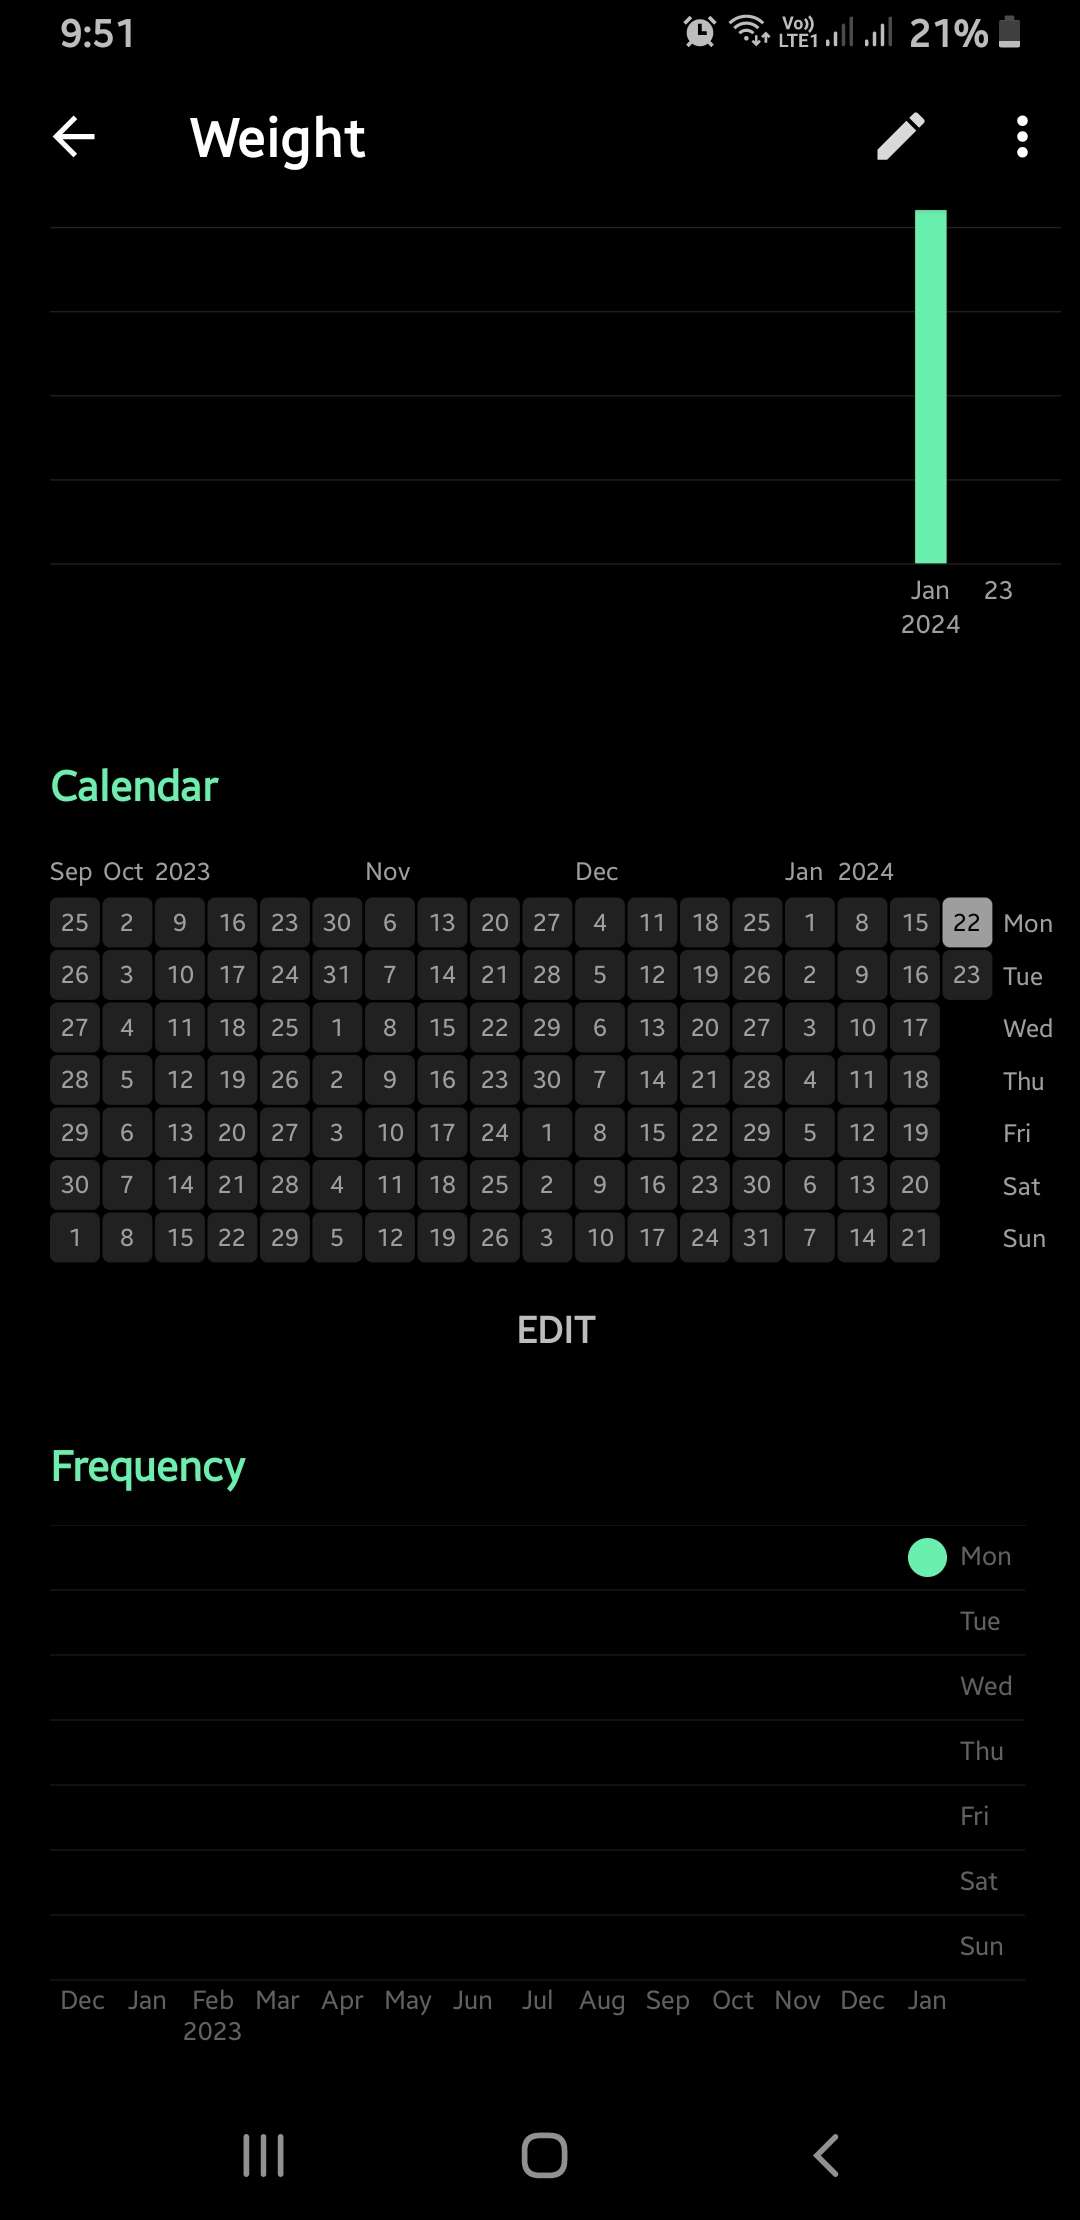 9:51 Vo)) LTE1 21%
Weight
Jan 23
2024
Calendar
Sep Oct 2023 Nov Dec Jan 2024
25 2 9 16 23 30 6 13 20 27 4 11 18 25 1 8 15 22 Mon
26 3 10 17 24 31 7 14 21 28 5 12 19 26 2 9 16 23 Tue
27 4 11 18 25 1 8 15 22 29 6 13 20 27 3 10 17 Wed
28 5 12 19 26 2 9 16 23 30 7 14 21 28 4 11 18 Thu
29 6 13 20 27 3 10 17 24 1 8 15 22 29 5 12 19 Fri
30 7 14 21 28 4 11 18 25 2 9 16 23 30 6 13 20 Sat
1 8 15 22 29 5 12 19 26 3 10 17 24 31 7 14 21 Sun
EDIT
Frequency
Mon
Tue
Wed
Thu
Fri
Sat
Sun
Dec Jan Feb Mar Apr May Jun Jul Aug Sep Oct Nov Dec Jan
2023